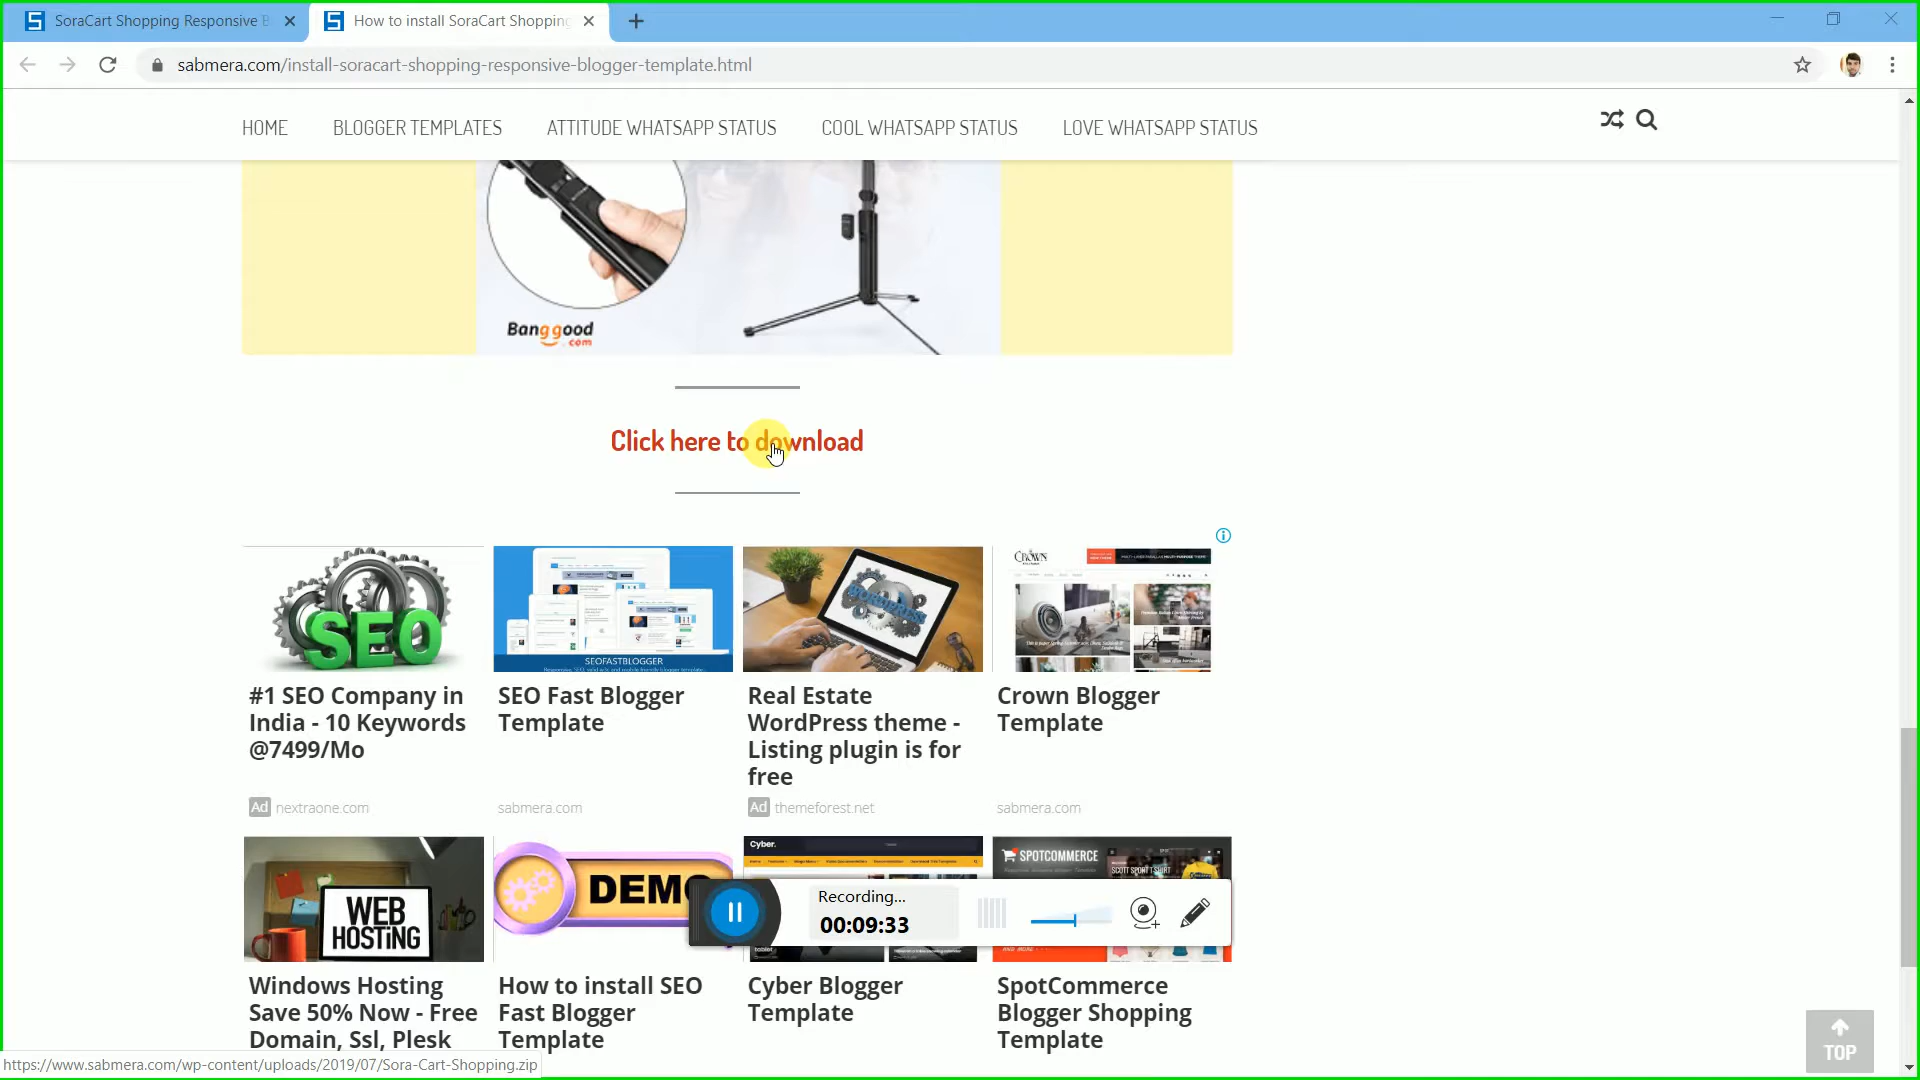 SoraCart Shopping Responsive B
How to install SoraCart Shopping
sabmera.com/install-soracart-shopping-responsive-blogger-template.html
HOME
BLOGGER TEMPLATES
ATTITUDE WHATSAPP STATUS
COOL WHATSAPP STATUS
LOVE WHATSAPP STATUS
Banggood
.com
Click here to download
SEO
SEOFASTBLOGGER
WORDPRESS
CROWN
#1 SEO Company in
India - 10 Keywords
@7499/Mo
Ad nextraone.com
SEO Fast Blogger
Template
sabmera.com
Real Estate
WordPress theme -
Listing plugin is for
free
Ad themeforest.net
Crown Blogger
Template
sabmera.com
WEB
HOSTING
DEMO
Cyber.
SPOTCOMMERCE
SCOTT SPORT T'SHIRT
Recording...
00:09:33
Windows Hosting
Save 50% Now - Free
Domain, Ssl, Plesk
How to install SEO
Fast Blogger
Template
Cyber Blogger
Template
SpotCommerce
Blogger Shopping
Template
TOP
https://www.sabmera.com/wp-content/uploads/2019/07/Sora-Cart-Shopping.zip